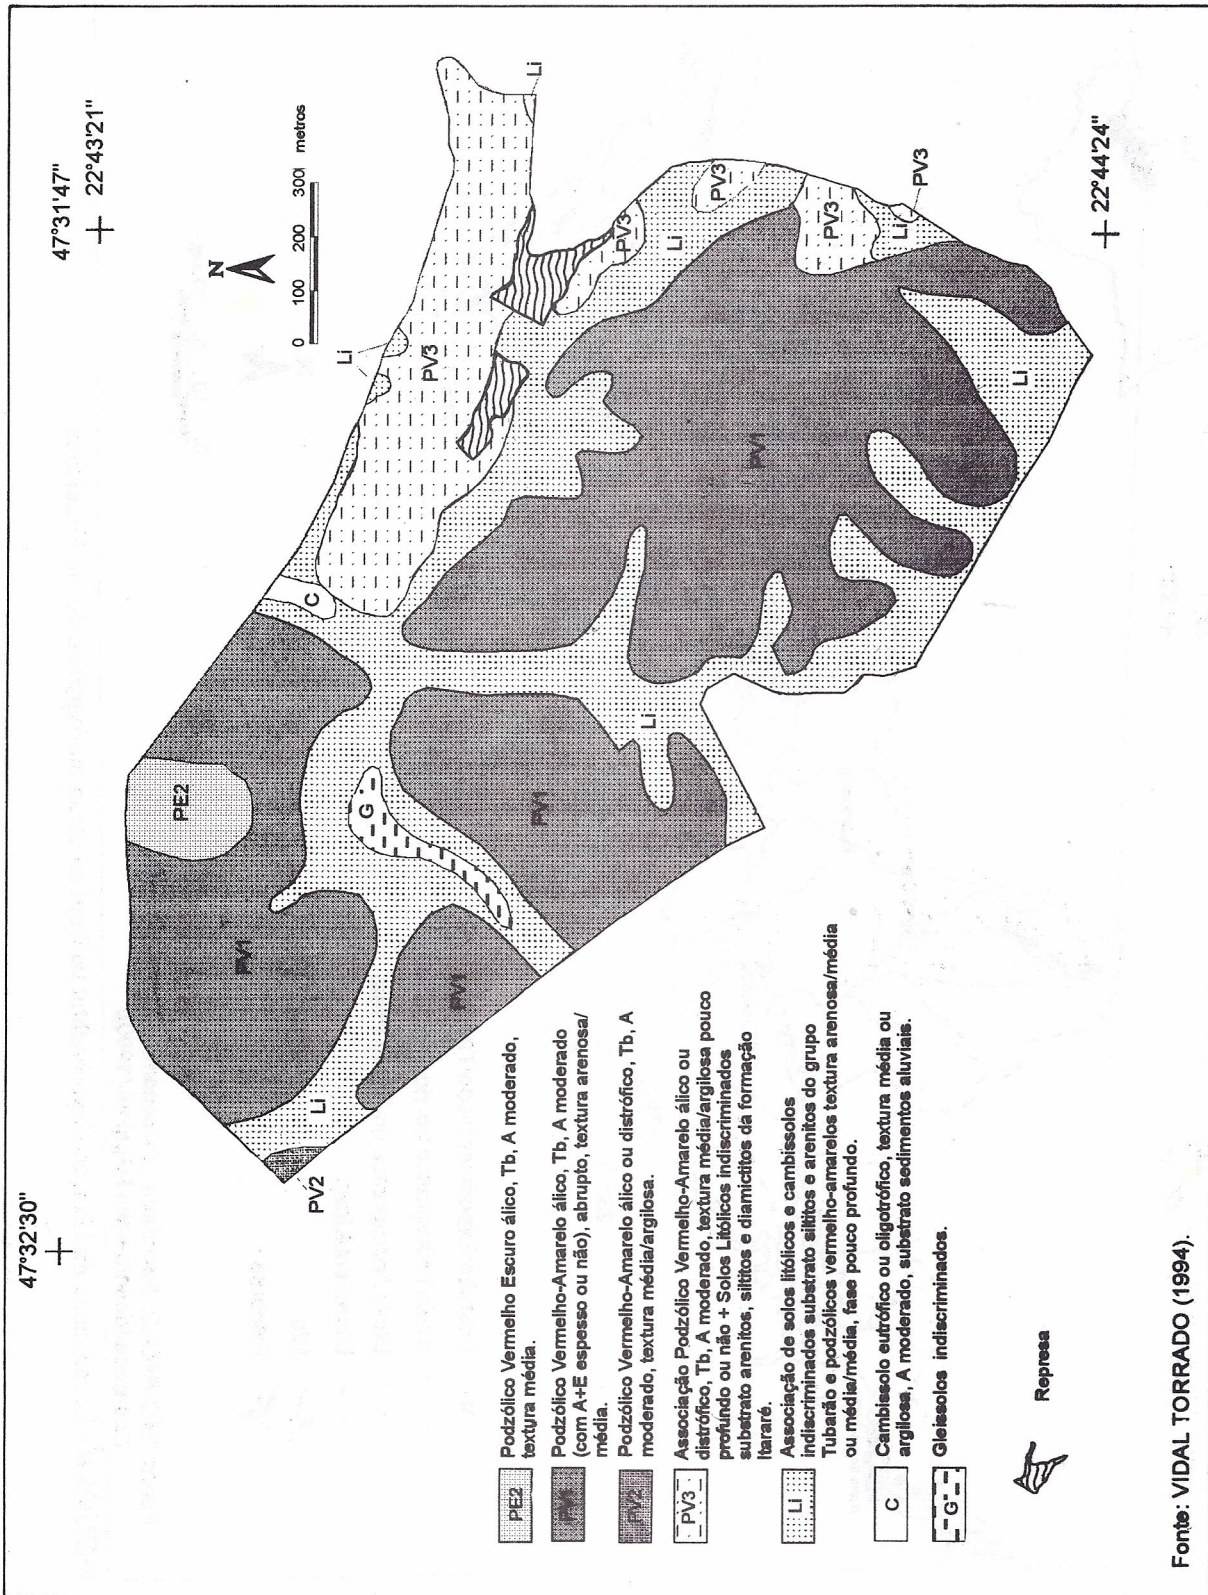 47°32'30"
47°31'47"
22°43'21"
N
0 100 200 300 metros
PE2
PV1
C
Li
PV3
Li
Li
G
PV1
Li
PV2
PV1
PV1
Li
PV1
PV3
PV3
Li
PV3
Li
PV3
Li
22°44'24"
PE2 Podzólico Vermelho Escuro álico, Tb, A moderado,
textura média.
PV1 Podzólico Vermelho-Amarelo álico, Tb, A moderado
(com A+E espesso ou não), abrupto, textura arenosa/
média.
PV2 Podzólico Vermelho-Amarelo álico ou distrófico, Tb, A
moderado, textura média/argilosa.
PV3 Associação Podzólico Vermelho-Amarelo álico ou
distrófico, Tb, A moderado, textura média/argilosa pouco
profundo ou não + Solos Litólicos indiscriminados
substrato arenitos, siltitos e diamictitos da formação
Itararé.
Li Associação de solos litólicos e cambissolos
indiscriminados substrato siltitos e arenitos do grupo
Tubarão e podzólicos vermelho-amarelos textura arenosa/média
ou média/média, fase pouco profundo.
C Cambissolo eutrófico ou oligotrófico, textura média ou
argilosa, A moderado, substrato sedimentos aluviais.
G Gleissolos indiscriminados.
Represa
Fonte: VIDAL TORRADO (1994).